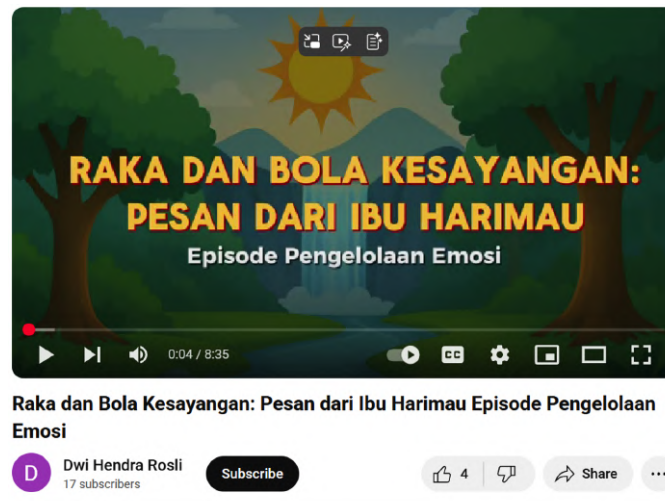 RAKA DAN BOLA KESAYANGAN:
PESAN DARI IBU HARIMAU
Episode Pengelolaan Emosi
0:04 / 8:35
CC
Raka dan Bola Kesayangan: Pesan dari Ibu Harimau Episode Pengelolaan
Emosi
D
Dwi Hendra Rosli
17 subscribers
Subscribe
4
Share